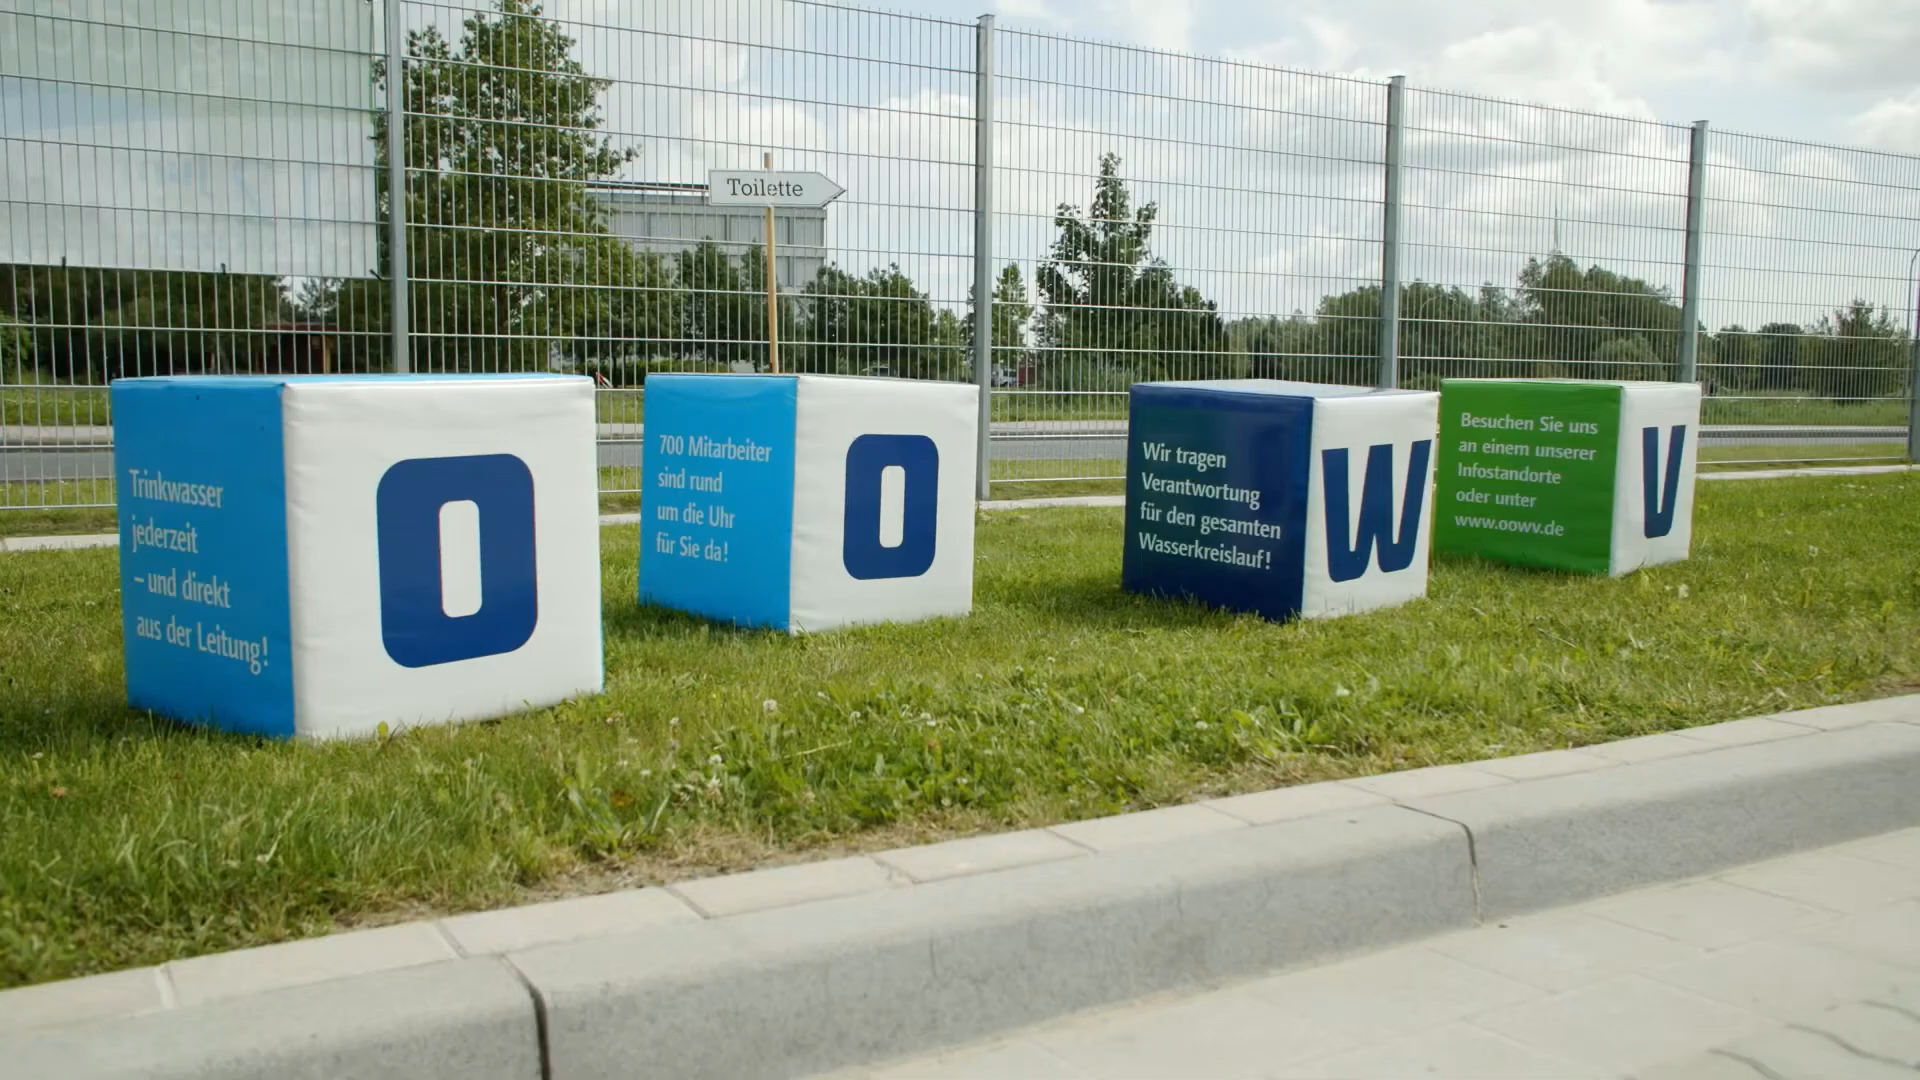 Toilette
Trinkwasser
jederzeit
– und direkt
aus der Leitung!
O
700 Mitarbeiter
sind rund
um die Uhr
für Sie da!
O
Wir tragen
Verantwortung
für den gesamten
Wasserkreislauf!
W
Besuchen Sie uns
an einem unserer
Infostandorte
oder unter
www.oowv.de
V